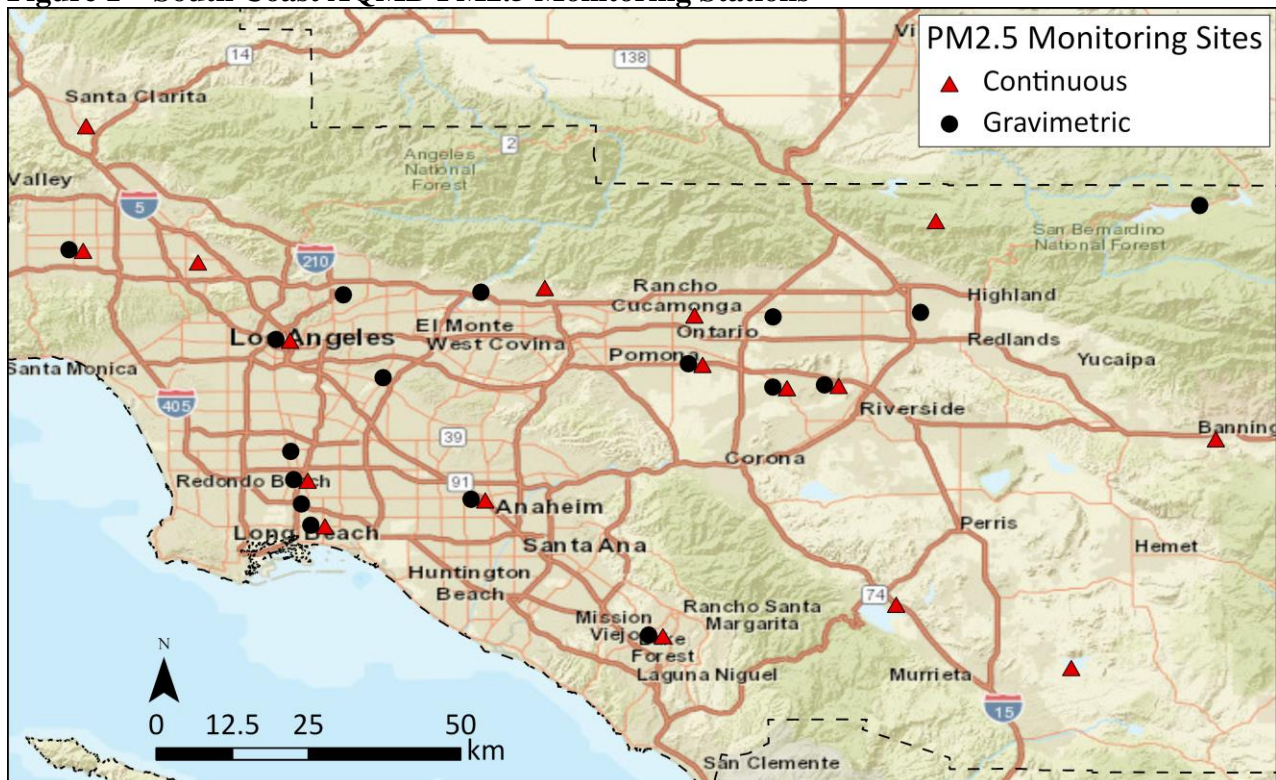 Figure 1 – South Coast AQMD PM2.5 Monitoring Stations
PM2.5 Monitoring Sites
Continuous
Gravimetric
14
138
Vi
Santa Clarita
2
Angeles
National
Forest
Valley
5
San Bernardino
National Forest
210
Rancho
Cucamonga
Highland
El Monte
Los Angeles
West Covina
Ontario
Redlands
Pomona
Yucaipa
Santa Monica
405
Riverside
39
Banning
Corona
Redondo Beach
91
Anaheim
Long Beach
Perris
Santa Ana
Hemet
Huntington
Beach
74
Mission
Viejo
Rancho Santa
Margarita
Lake
Forest
Laguna Niguel
Murrieta
15
N
0 12.5 25 50
km
San Clemente